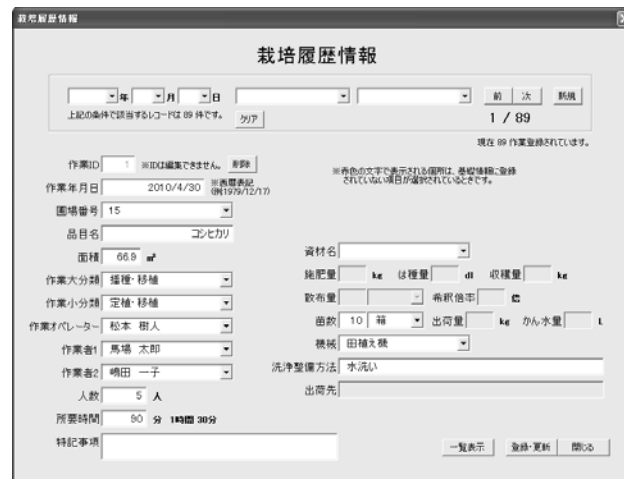 栽培履歴情報
栽培履歴情報
年 月 日 前 次 新規
上記の条件で該当するレコードは 89 件です。 クリア 1 / 89
現在 89 作業登録されています。
作業ID 1 ※IDは編集できません。 削除
※赤色の文字で表示される個所は、基礎情報に登録
されていない項目が選択されているときです。
作業年月日 2010/4/30 ※西暦表記
(例1979/12/17)
圃場番号 15
品目名 コシヒカリ
面積 66.9 ㎡
資材名
作業大分類 播種・移植
施肥量 kg は種量 dl 収穫量 kg
作業小分類 定植・移植
散布量 希釈倍率 倍
作業オペレーター 松本 樹人
苗数 10 箱 出荷量 kg かん水量 L
作業者1 馬場 太郎
機械 田植え機
作業者2 嶋田 一子
洗浄整備方法 水洗い
人数 5 人
出荷先
所要時間 90 分 1時間 30分
特記事項
一覧表示 登録・更新 閉じる